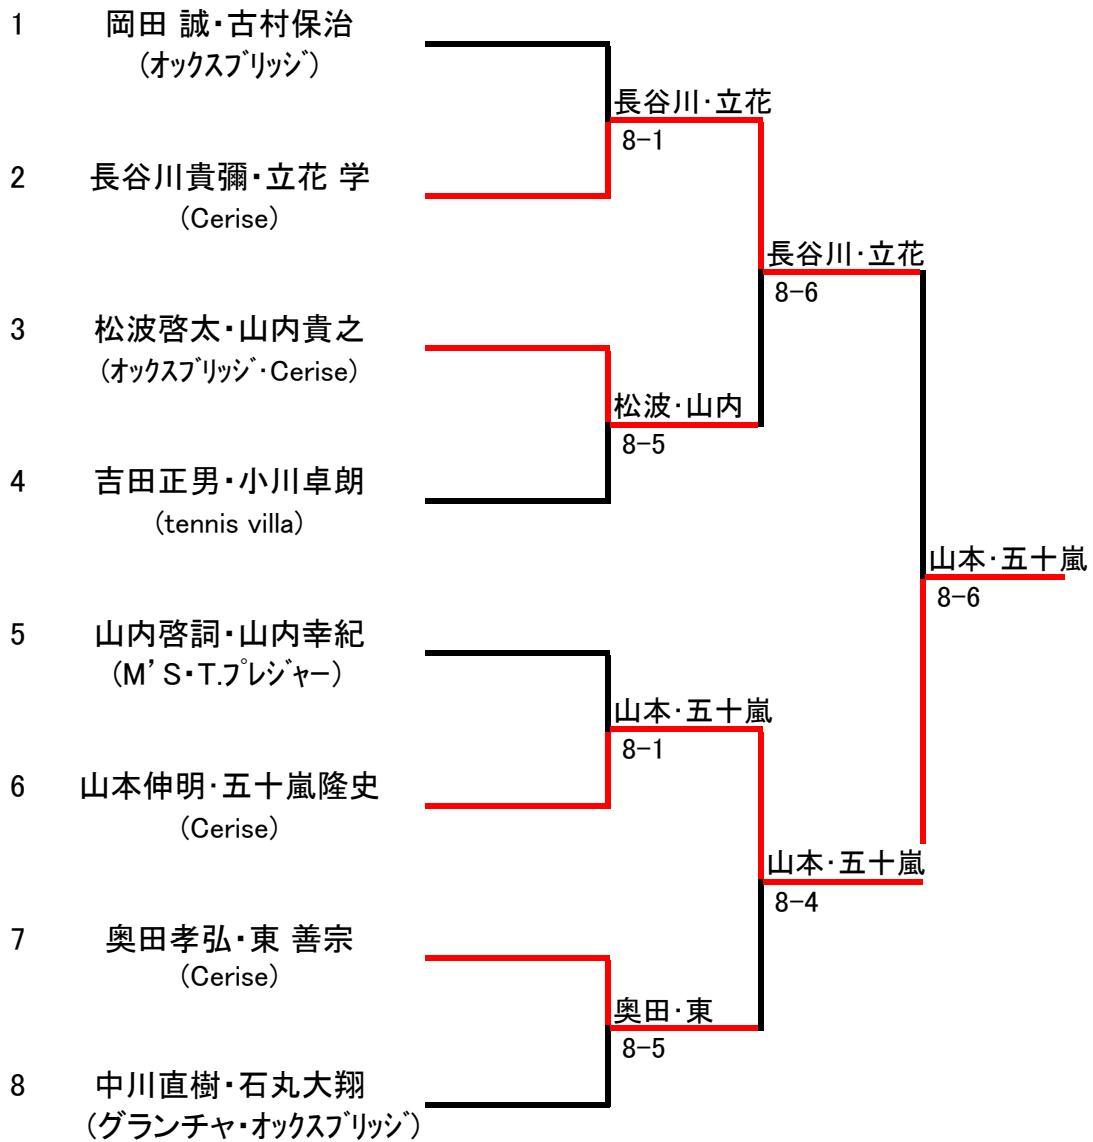 1 岡田 誠・古村保治
(オックスブリッジ)
長谷川・立花
8-1
2 長谷川貴彌・立花 学
(Cerise)
長谷川・立花
8-6
3 松波啓太・山内貴之
(オックスブリッジ・Cerise)
松波・山内
8-5
4 吉田正男・小川卓朗
(tennis villa)
山本・五十嵐
8-6
5 山内啓詞・山内幸紀
(M'S・T.プレジャー)
山本・五十嵐
8-1
6 山本伸明・五十嵐隆史
(Cerise)
山本・五十嵐
8-4
7 奥田孝弘・東 善宗
(Cerise)
奥田・東
8-5
8 中川直樹・石丸大翔
(グランチャ・オックスブリッジ)